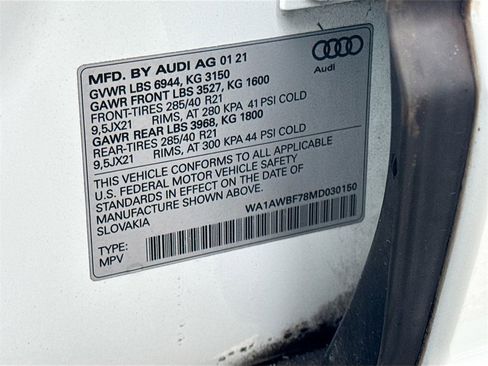 MFD. BY AUDI AG 01 21
GVWR LBS 6944, KG 3150
GAWR FRONT LBS 3527, KG 1600
FRONT-TIRES 285/40 R21
9,5JX21 RIMS, AT 280 KPA 41 PSI COLD
GAWR REAR LBS 3968, KG 1800
REAR-TIRES 285/40 R21
9,5JX21 RIMS, AT 300 KPA 44 PSI COLD
THIS VEHICLE CONFORMS TO ALL APPLICABLE
U.S. FEDERAL MOTOR VEHICLE SAFETY
STANDARDS IN EFFECT ON THE DATE OF
MANUFACTURE SHOWN ABOVE.
SLOVAKIA
WA1AWBF78MD030160
TYPE:
MPV
Audi